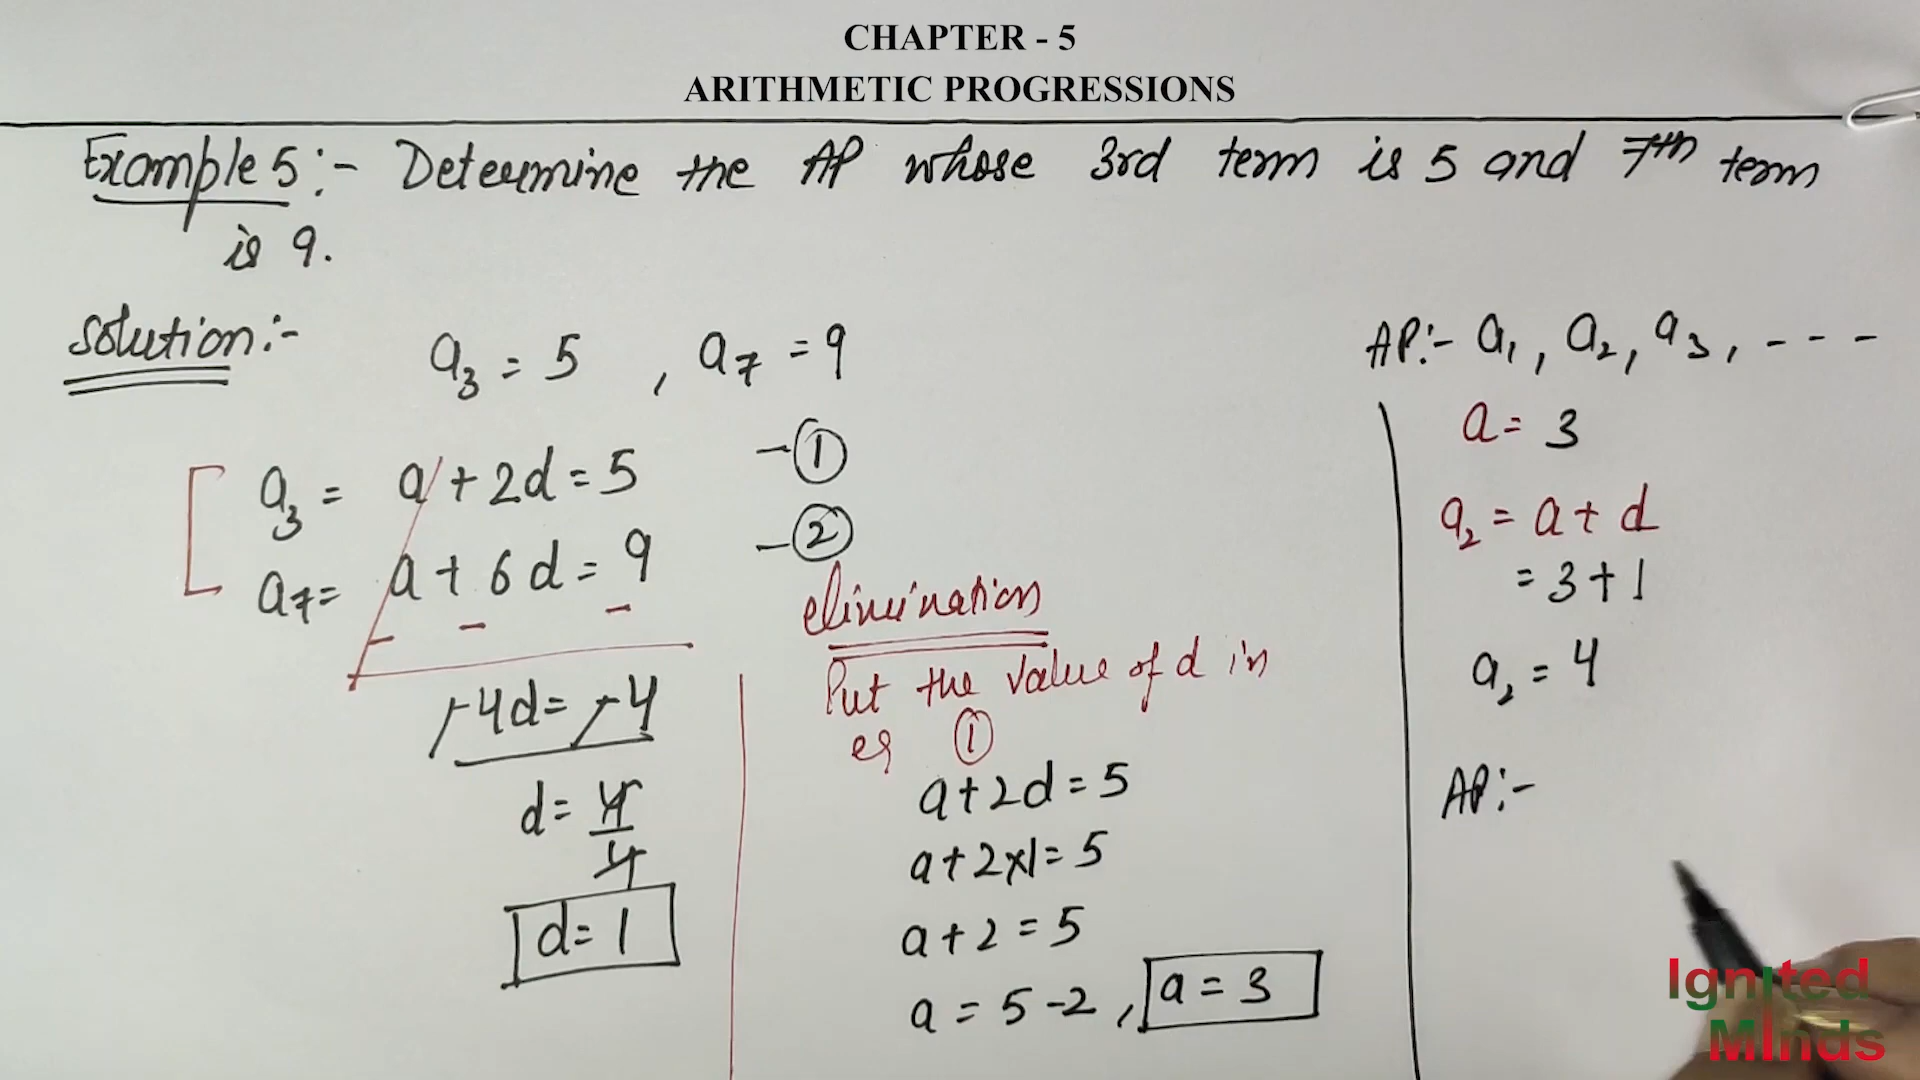 CHAPTER - 5
ARITHMETIC PROGRESSIONS
Example 5:- Determine the AP whose 3rd term is 5 and 7th term
is 9.
Solution:-
a₃ = 5 , a₇ = 9
a₃ = a + 2d = 5 - ①
a₇ = a + 6d = 9 - ②
- - -
elimination
-4d = -4
d = 4/4
d = 1
Put the value of d in
eq ①
a + 2d = 5
a + 2×1 = 5
a + 2 = 5
a = 5 - 2 , a = 3
AP:- a₁, a₂, a₃, - - -
a = 3
a₂ = a + d
= 3 + 1
a₂ = 4
AP:-
Ignited
Minds